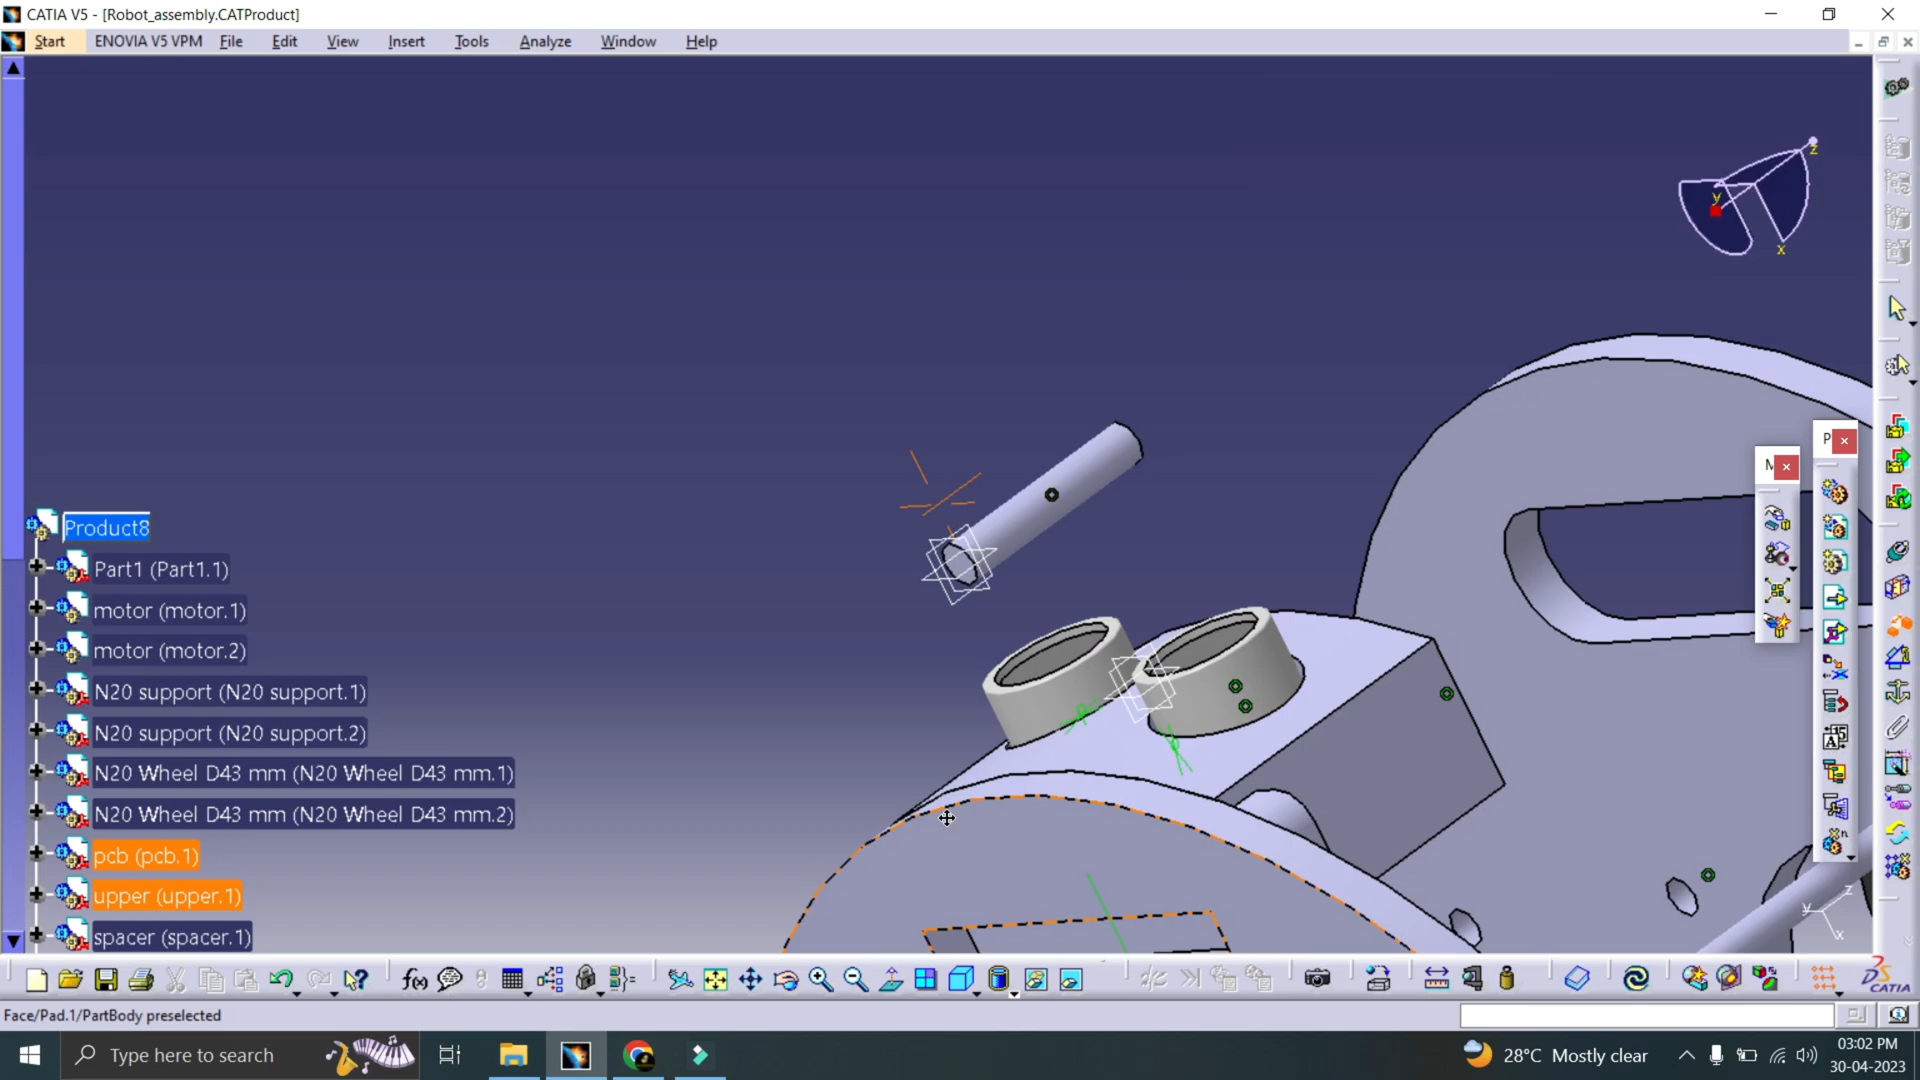 CATIA V5 - [Robot_assembly.CATProduct]
Start ENOVIA V5 VPM File Edit View Insert Tools Analyze Window Help
z
y
x
P
M
Product8
Part1 (Part1.1)
motor (motor.1)
motor (motor.2)
N20 support (N20 support.1)
N20 support (N20 support.2)
N20 Wheel D43 mm (N20 Wheel D43 mm.1)
N20 Wheel D43 mm (N20 Wheel D43 mm.2)
pcb (pcb.1)
upper (upper.1)
spacer (spacer.1)
z
y
x
f(x)
CATIA
Face/Pad.1/PartBody preselected
Type here to search
28°C Mostly clear
03:02 PM
30-04-2023